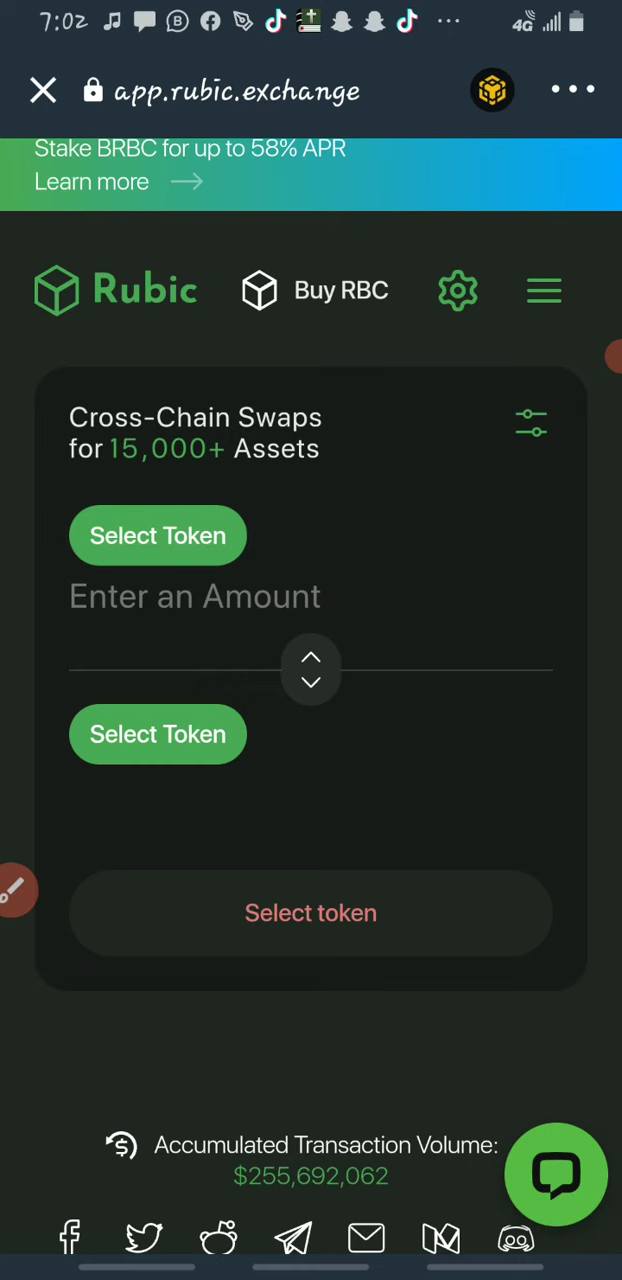 7:02
4G
app.rubic.exchange
Stake BRBC for up to 58% APR
Learn more
Rubic
Buy RBC
Cross-Chain Swaps
for 15,000+ Assets
Select Token
Enter an Amount
Select Token
Select token
Accumulated Transaction Volume:
$255,692,062